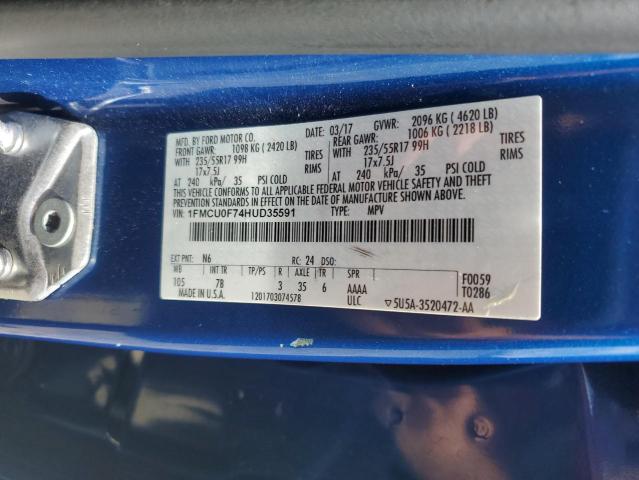 MFD. BY FORD MOTOR CO.
DATE: 03/17 GVWR: 2096 KG ( 4620 LB)
FRONT GAWR: 1098 KG ( 2420 LB)
REAR GAWR: 1006 KG ( 2218 LB)
WITH 235/55R17 99H
17x7.5J
WITH 235/55R17 99H
17x7.5J
AT 240 kPa/ 35 PSI COLD
AT 240 kPa/ 35 PSI COLD
THIS VEHICLE CONFORMS TO ALL APPLICABLE FEDERAL MOTOR VEHICLE SAFETY AND THEFT
PREVENTION STANDARDS IN EFFECT ON THE DATE OF MANUFACTURE SHOWN ABOVE.
VIN: 1FMCU0F74HUD35591 TYPE: MPV
EXT PNT: N6 RC: 24 DSO:
WB INT TR TP/PS R AXLE TR SPR
105 7B 3 35 6 AAAA
F0059
T0286
MADE IN U.S.A. 1201703074578 ULC ▽5U5A-3520472-AA